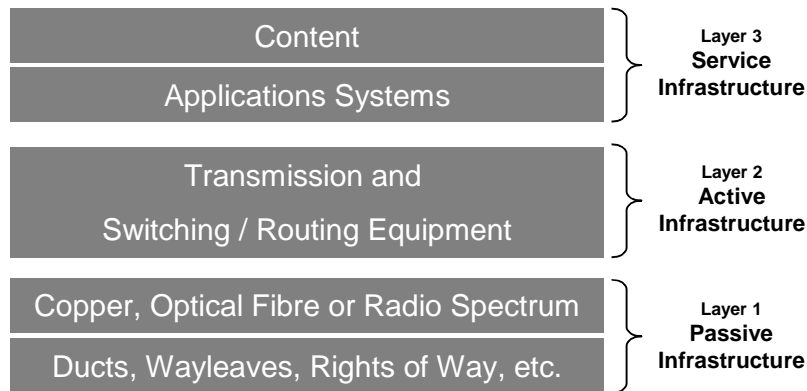 Content
Applications Systems
Layer 3
Service
Infrastructure
Transmission and
Switching / Routing Equipment
Layer 2
Active
Infrastructure
Copper, Optical Fibre or Radio Spectrum
Ducts, Wayleaves, Rights of Way, etc.
Layer 1
Passive
Infrastructure